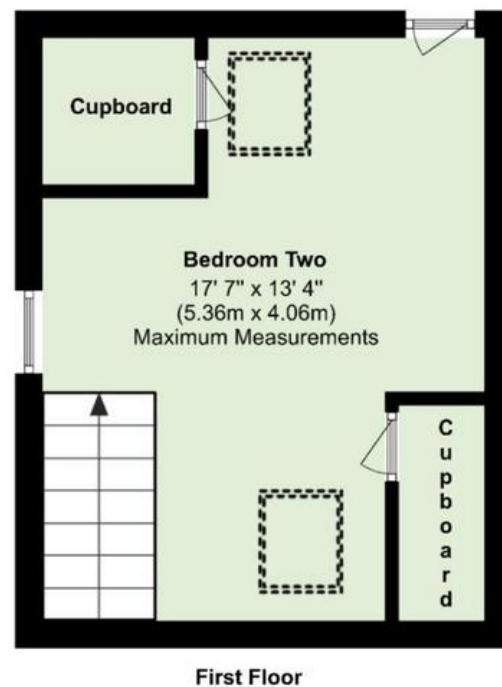 Cupboard
Bedroom Two
17' 7" x 13' 4"
(5.36m x 4.06m)
Maximum Measurements
Cupboard
First Floor